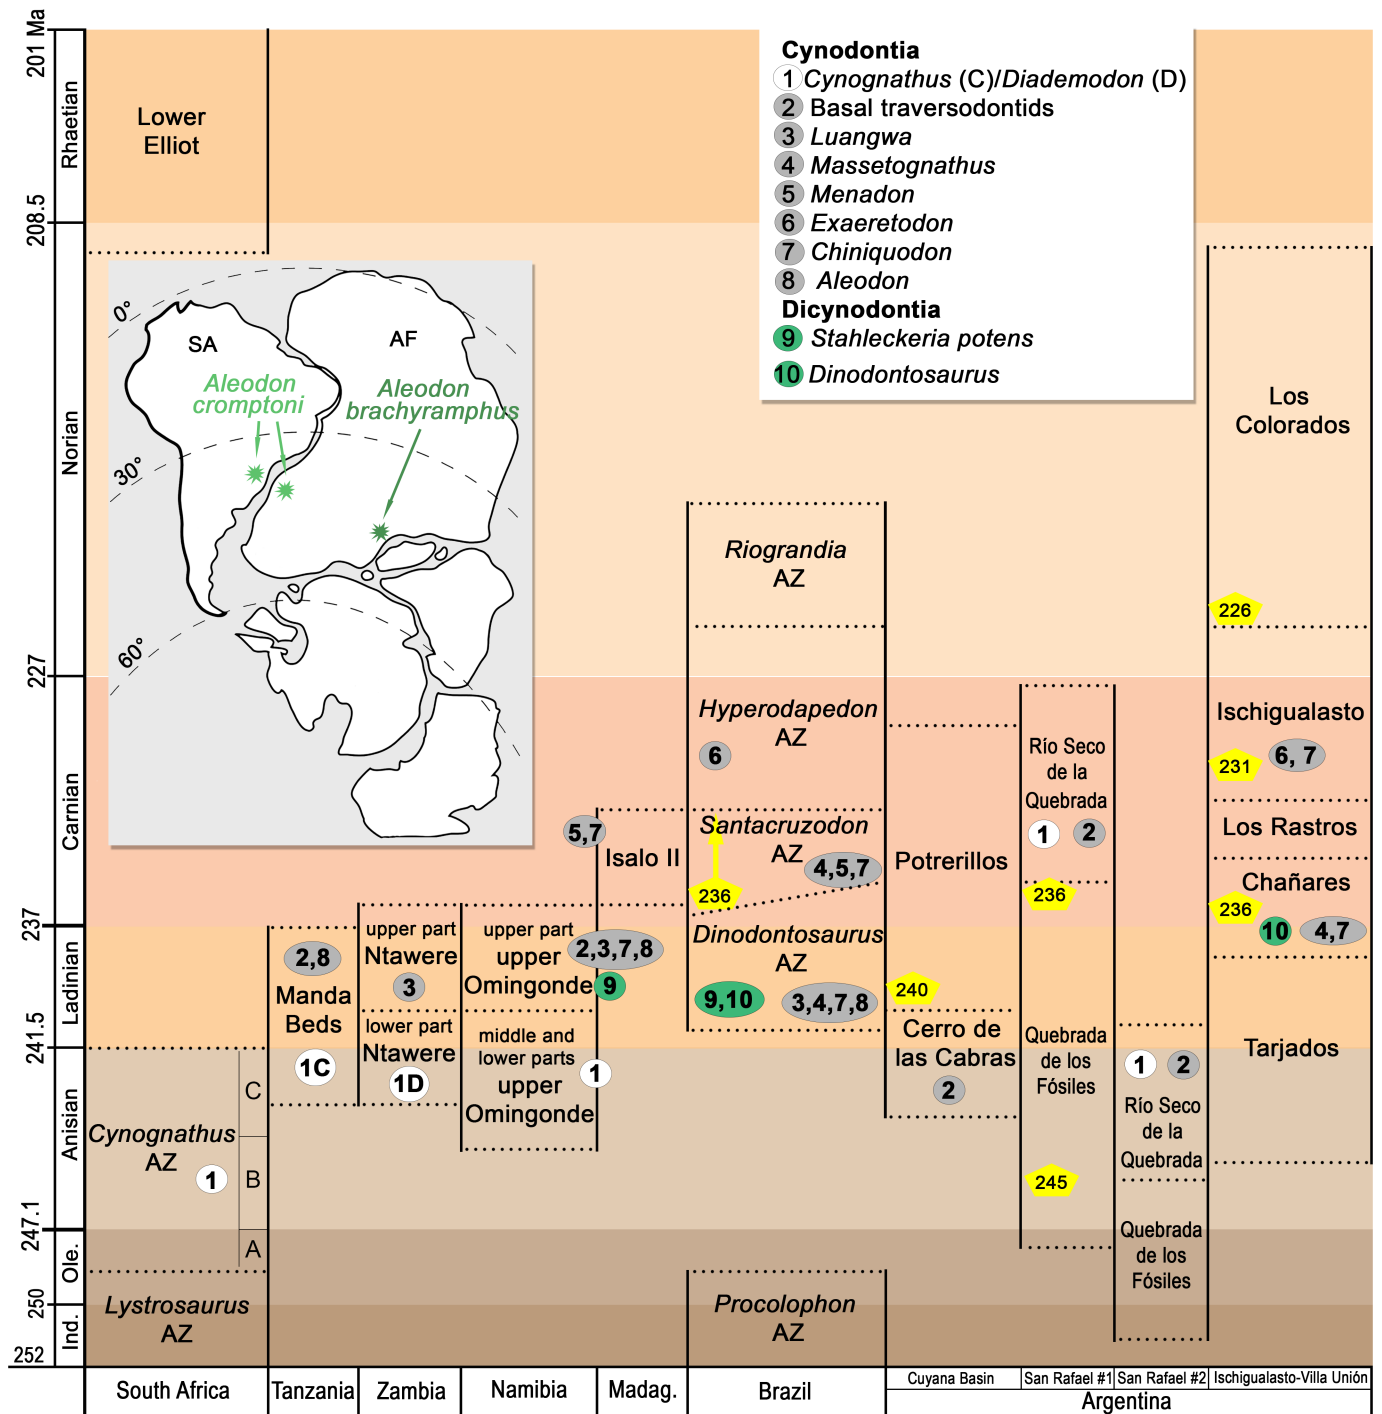 201 Ma
Rhaetian
208.5
Norian
227
Carnian
237
Ladinian
241.5
Anisian
247.1
Ole.
250
Ind.
252
Cynodontia
1 Cynognathus (C)/Diademodon (D)
2 Basal traversodontids
3 Luangwa
4 Massetognathus
5 Menadon
6 Exaeretodon
7 Chiniquodon
8 Aleodon
Dicynodontia
9 Stahleckeria potens
10 Dinodontosaurus
0°
30°
60°
SA
AF
Aleodon
cromptoni
Aleodon
brachyramphus
Lower
Elliot
Cynognathus
AZ
1
C
B
A
Lystrosaurus
AZ
2,8
Manda
Beds
1C
upper part
Ntawere
3
lower part
Ntawere
1D
upper part
upper
Omingonde
2,3,7,8
9
middle and
lower parts
upper
Omingonde
1
5,7
Isalo II
Riograndia
AZ
Hyperodapedon
AZ
6
Santacruzodon
AZ
4,5,7
236
Dinodontosaurus
AZ
9,10
3,4,7,8
Procolophon
AZ
Potrerillos
240
Cerro de
las Cabras
2
Río Seco
de la
Quebrada
1
2
236
Quebrada
de los
Fósiles
245
1
2
Río Seco
de la
Quebrada
Quebrada
de los
Fósiles
Los
Colorados
226
Ischigualasto
231
6, 7
Los Rastros
Chañares
236
10
4,7
Tarjados
South Africa
Tanzania
Zambia
Namibia
Madag.
Brazil
Cuyana Basin
San Rafael #1
San Rafael #2
Ischigualasto-Villa Unión
Argentina